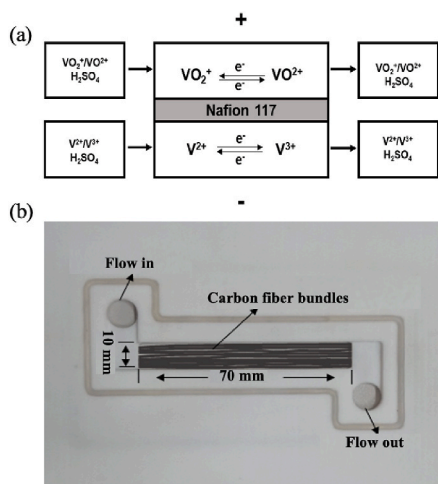 +
(a)
VO₂⁺/VO²⁺
H₂SO₄
e⁻
VO₂⁺ VO²⁺
e⁻
VO₂⁺/VO²⁺
H₂SO₄
Nafion 117
V²⁺/V³⁺
H₂SO₄
e⁻
V²⁺ V³⁺
e⁻
V²⁺/V³⁺
H₂SO₄
-
(b)
Flow in
Carbon fiber bundles
10 mm
70 mm
Flow out